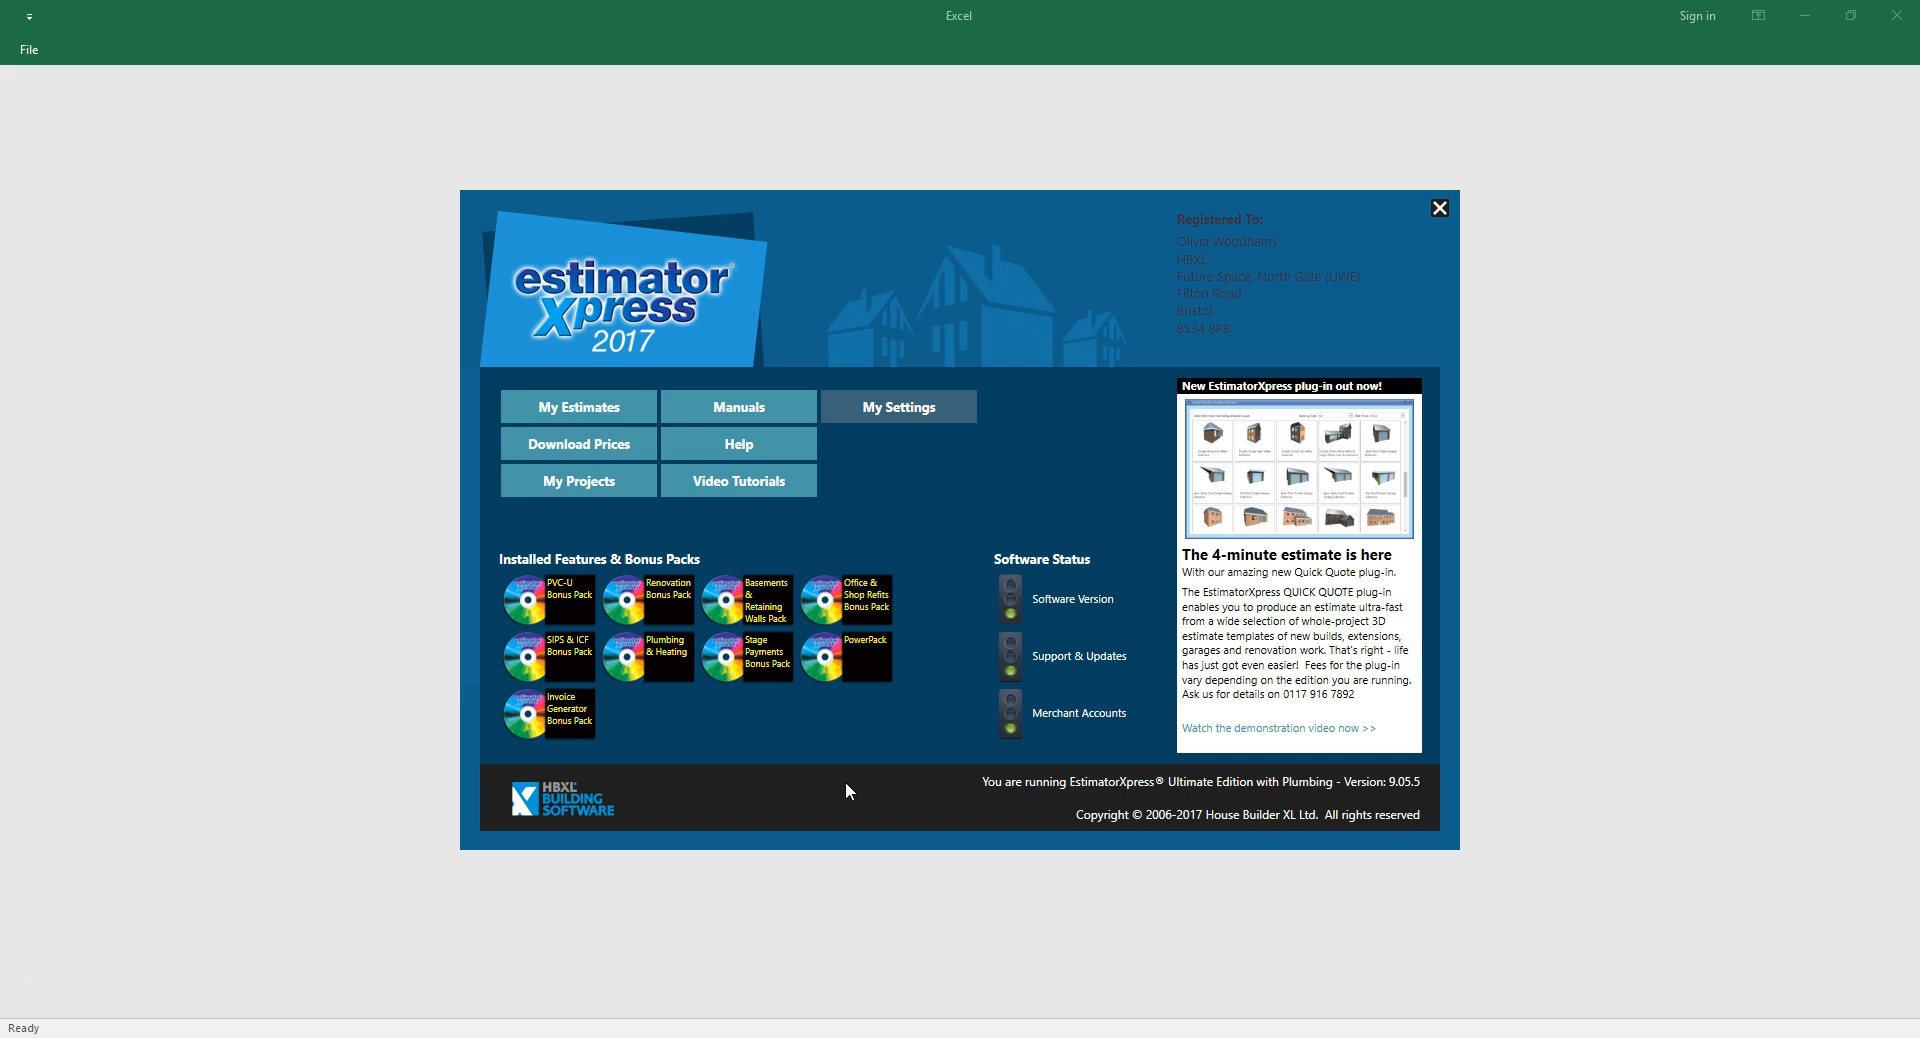 Excel
Sign in
File
estimator
xpress
2017
Registered To:
Olivia Woodhams
HBXL
Future Space, North Gate (UWE)
Filton Road
Bristol
BS34 8RB
My Estimates
Manuals
My Settings
Download Prices
Help
My Projects
Video Tutorials
Installed Features & Bonus Packs
PVC-U
Bonus Pack
Renovation
Bonus Pack
Basements
&
Retaining
Walls Pack
Office &
Shop Refits
Bonus Pack
SIPS & ICF
Bonus Pack
Plumbing
& Heating
Stage
Payments
Bonus Pack
PowerPack
Invoice
Generator
Bonus Pack
Software Status
Software Version
Support & Updates
Merchant Accounts
New EstimatorXpress plug-in out now!
The 4-minute estimate is here
With our amazing new Quick Quote plug-in.
The EstimatorXpress QUICK QUOTE plug-in
enables you to produce an estimate ultra-fast
from a wide selection of whole-project 3D
estimate templates of new builds, extensions,
garages and renovation work. That's right - life
has just got even easier! Fees for the plug-in
vary depending on the edition you are running.
Ask us for details on 0117 916 7892
Watch the demonstration video now >>
HBXL
BUILDING
SOFTWARE
You are running EstimatorXpress® Ultimate Edition with Plumbing - Version: 9.05.5
Copyright © 2006-2017 House Builder XL Ltd. All rights reserved
Ready